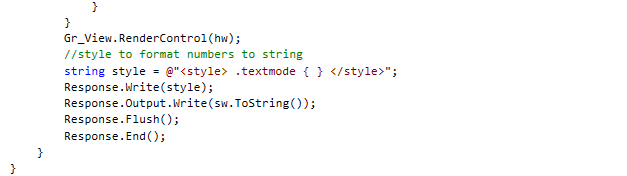 }
}
Gr_View.RenderControl(hw);
//style to format numbers to string
string style = @"<style> .textmode { } </style>";
Response.Write(style);
Response.Output.Write(sw.ToString());
Response.Flush();
Response.End();
}
}